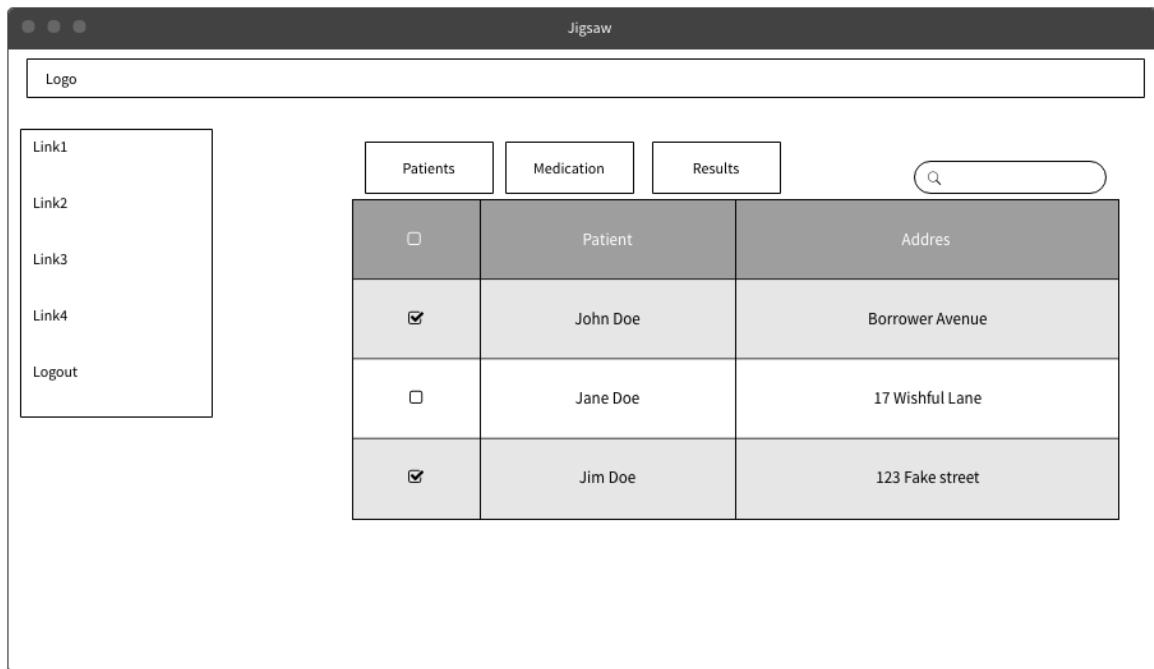 Jigsaw
Logo
Link1
Link2
Link3
Link4
Logout
Patients Medication Results
Patient Addres
John Doe Borrower Avenue
Jane Doe 17 Wishful Lane
Jim Doe 123 Fake street